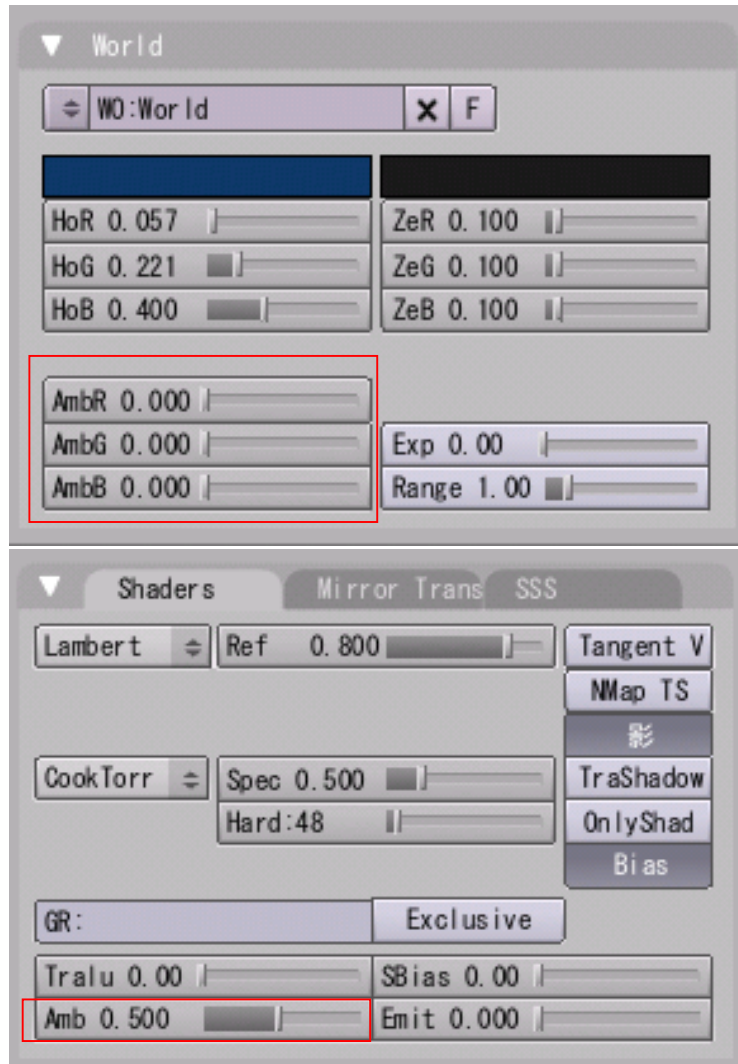 World
WO:World F
HoR 0.057 ZeR 0.100
HoG 0.221 ZeG 0.100
HoB 0.400 ZeB 0.100
AmbR 0.000
AmbG 0.000 Exp 0.00
AmbB 0.000 Range 1.00
Shaders Mirror Trans SSS
Lambert Ref 0.800 Tangent V
NMap TS
影
CookTorr Spec 0.500 TraShadow
Hard:48 OnlyShad
Bias
GR: Exclusive
Tralu 0.00 SBias 0.00
Amb 0.500 Emit 0.000